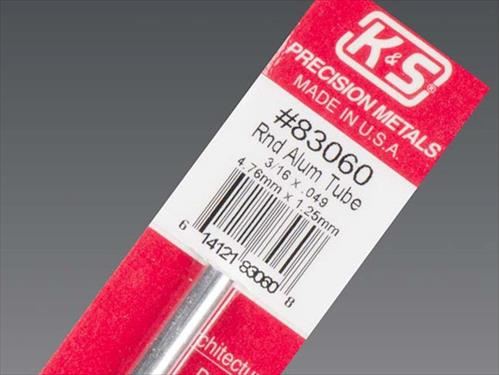 K&S®
PRECISION METALS
MADE IN U.S.A.
#83060
Rnd Alum Tube
3/16 x .049
4.76mm x 1.25mm
6 14121 83060 8